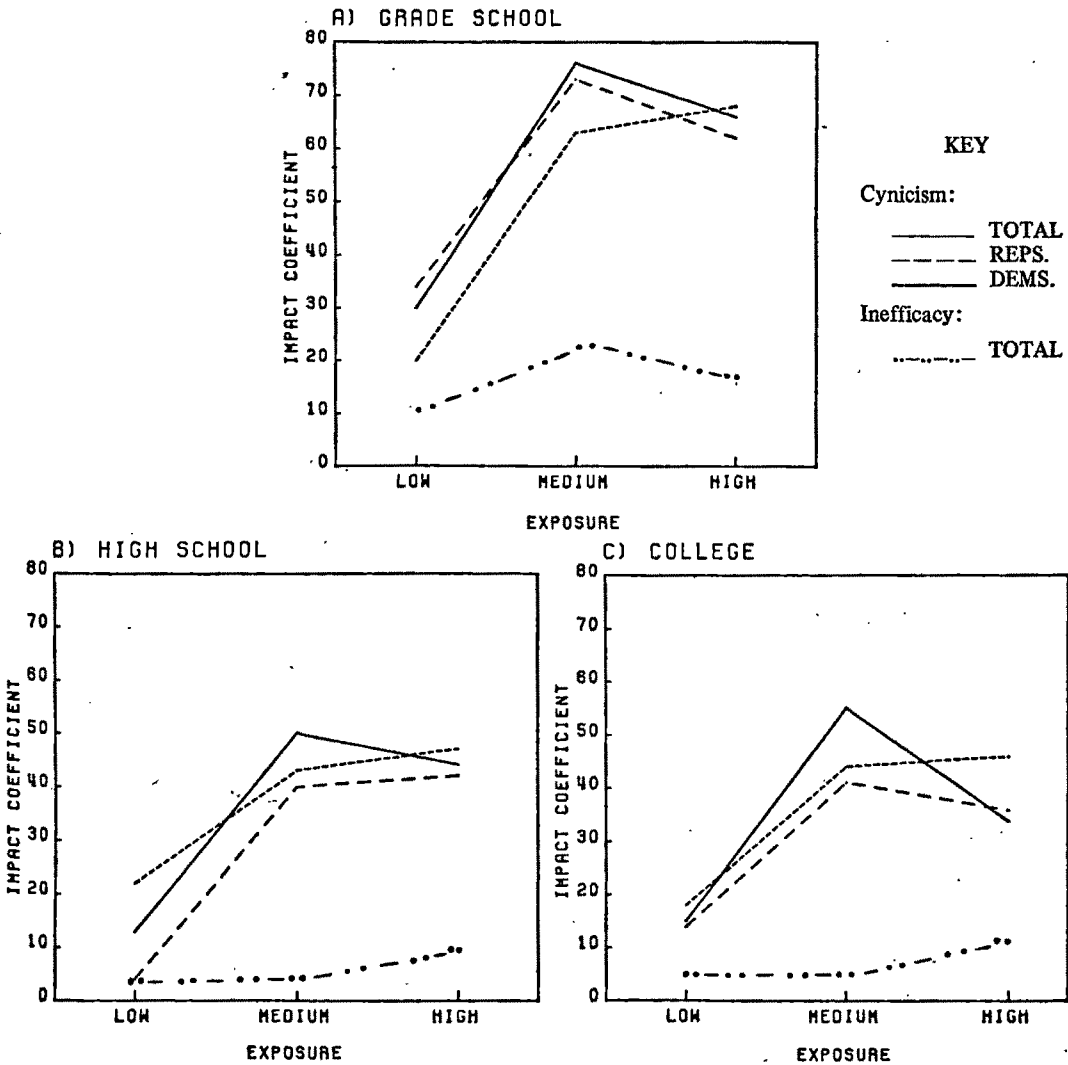 A) GRADE SCHOOL
80
70
60
50
40
30
20
10
0
IMPACT COEFFICIENT
LOW MEDIUM HIGH
EXPOSURE
KEY
Cynicism:
TOTAL
REPS.
DEMS.
Inefficacy:
TOTAL
B) HIGH SCHOOL
80
70
60
50
40
30
20
10
0
IMPACT COEFFICIENT
LOW MEDIUM HIGH
EXPOSURE
C) COLLEGE
80
70
60
50
40
30
20
10
0
IMPACT COEFFICIENT
LOW MEDIUM HIGH
EXPOSURE